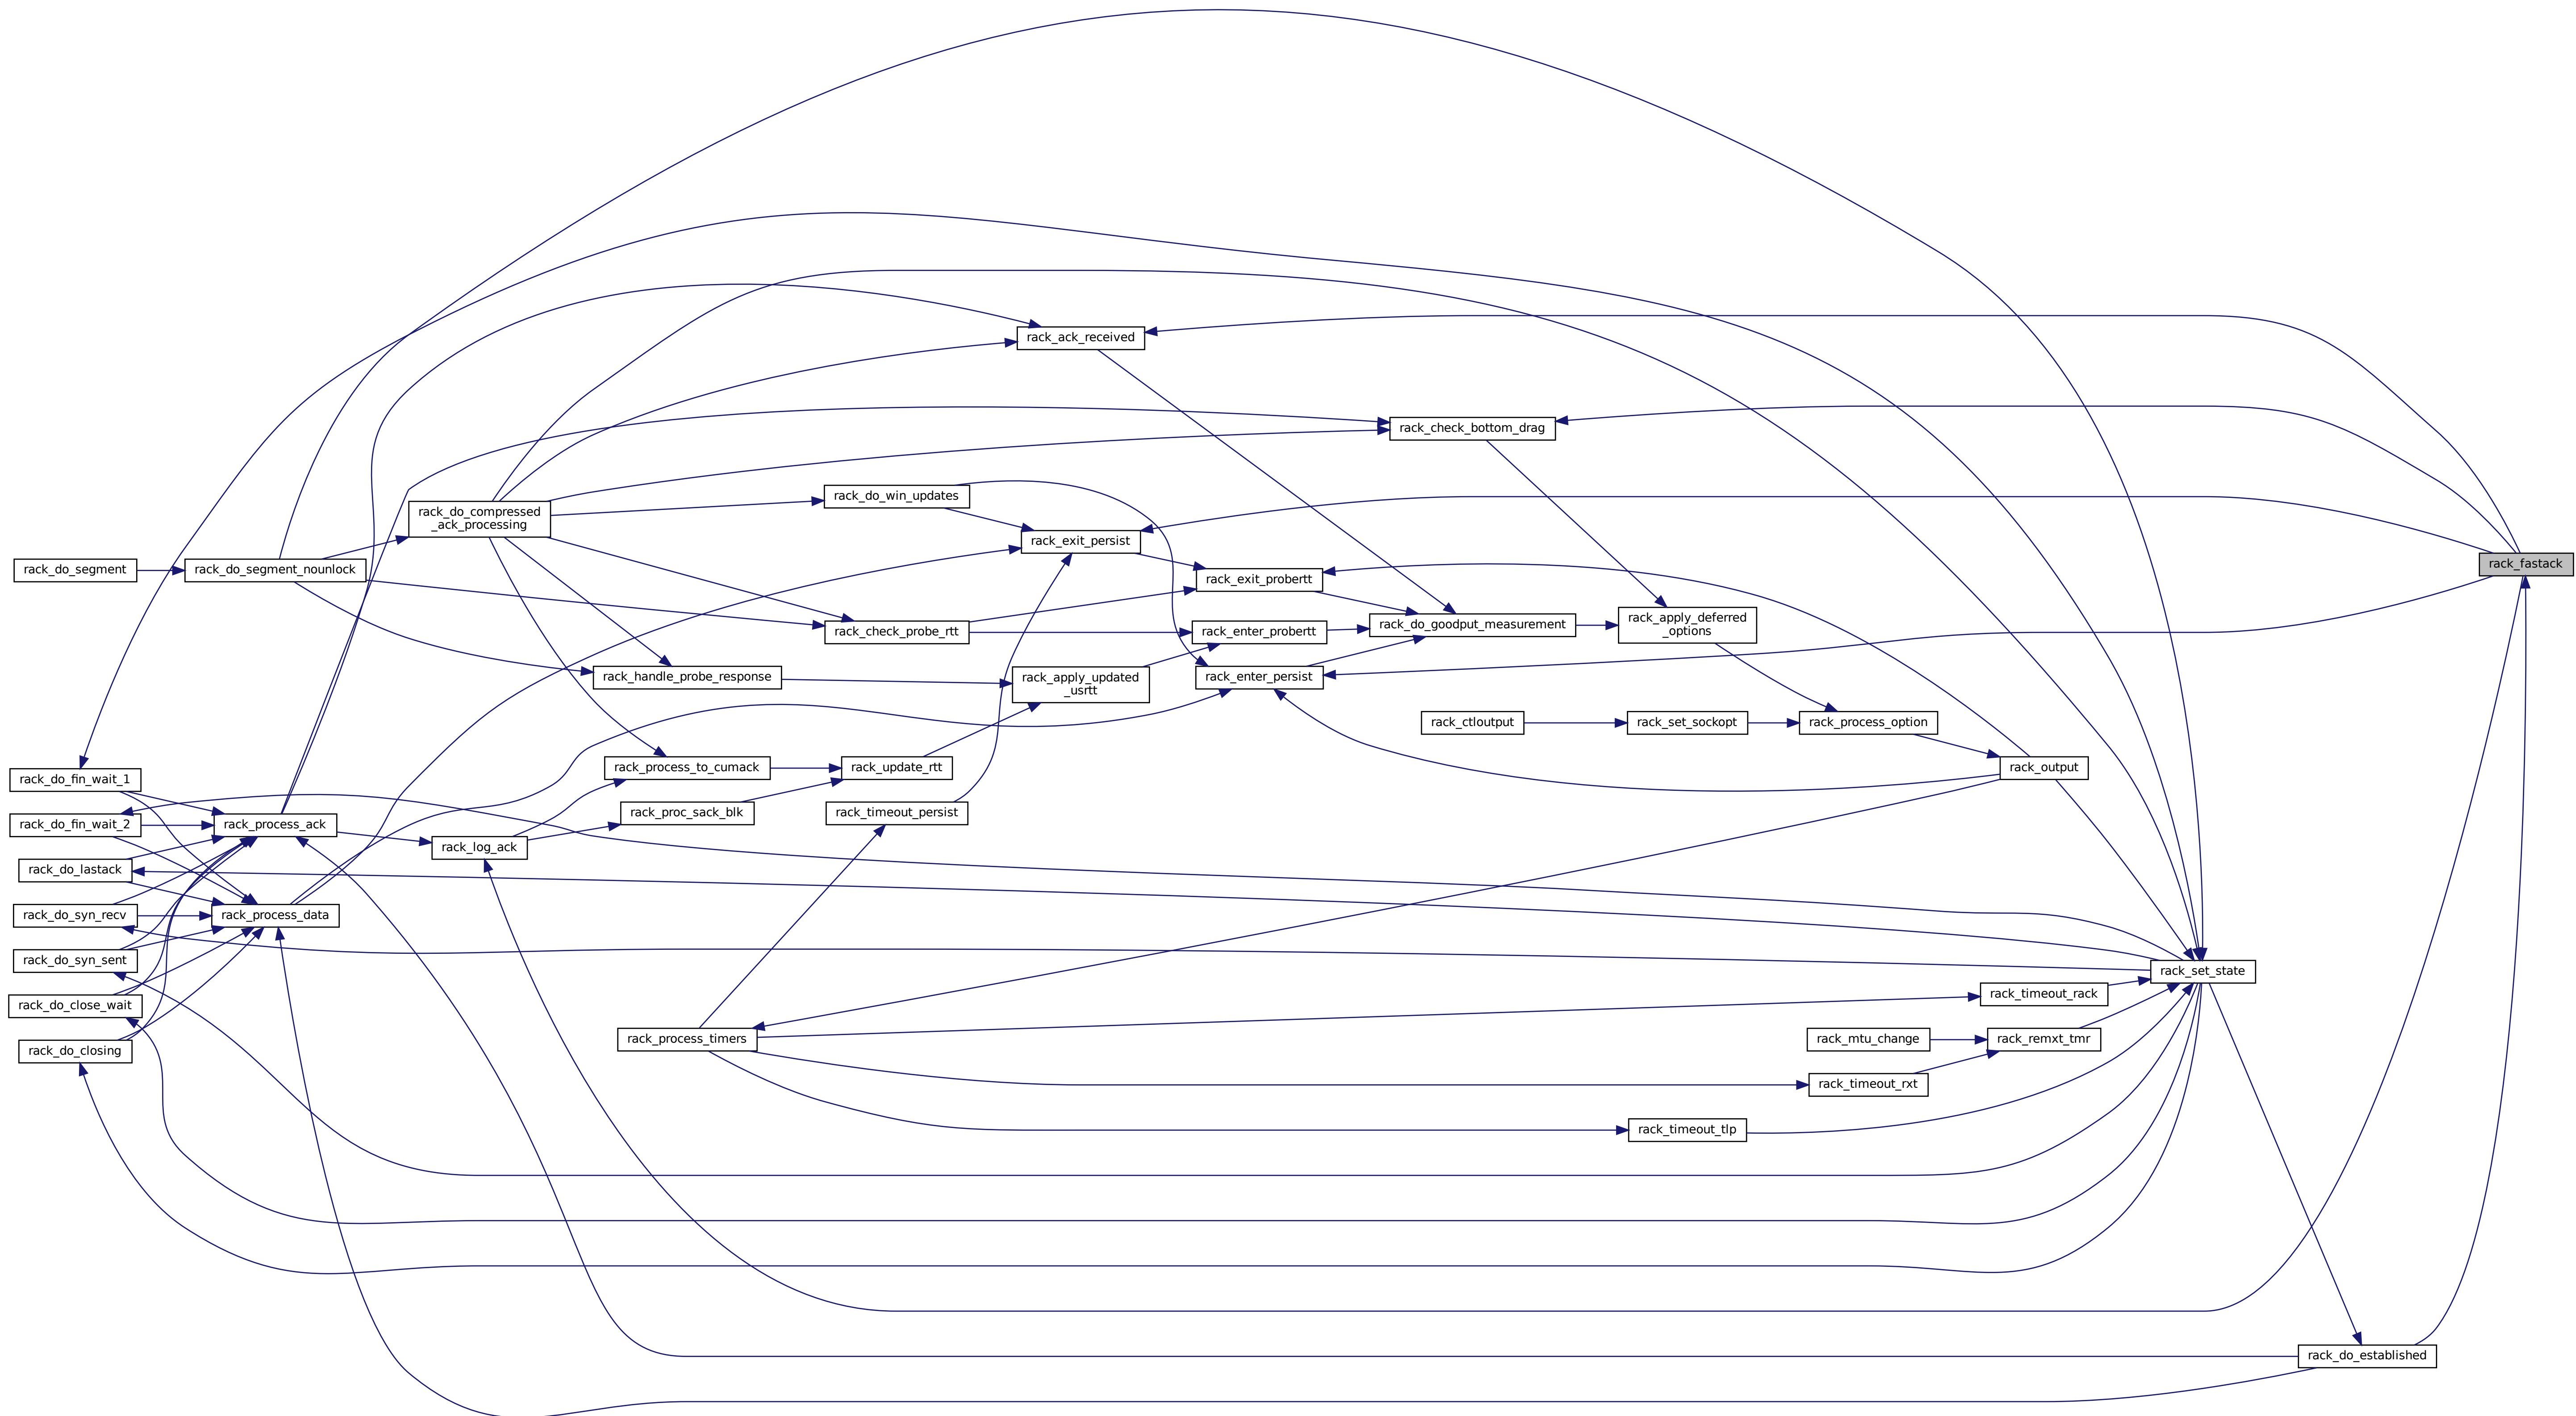 rack_ack_received
rack_check_bottom_drag
rack_do_win_updates
rack_do_compressed
_ack_processing
rack_exit_persist
rack_fastack
rack_do_segment
rack_do_segment_nounlock
rack_exit_probertt
rack_check_probe_rtt
rack_enter_probertt
rack_do_goodput_measurement
rack_apply_deferred
_options
rack_handle_probe_response
rack_apply_updated
_usrtt
rack_enter_persist
rack_ctloutput
rack_set_sockopt
rack_process_option
rack_do_fin_wait_1
rack_process_to_cumack
rack_update_rtt
rack_output
rack_do_fin_wait_2
rack_process_ack
rack_proc_sack_blk
rack_timeout_persist
rack_log_ack
rack_do_lastack
rack_do_syn_recv
rack_process_data
rack_do_syn_sent
rack_set_state
rack_timeout_rack
rack_do_close_wait
rack_process_timers
rack_mtu_change
rack_remxt_tmr
rack_do_closing
rack_timeout_rxt
rack_timeout_tlp
rack_do_established